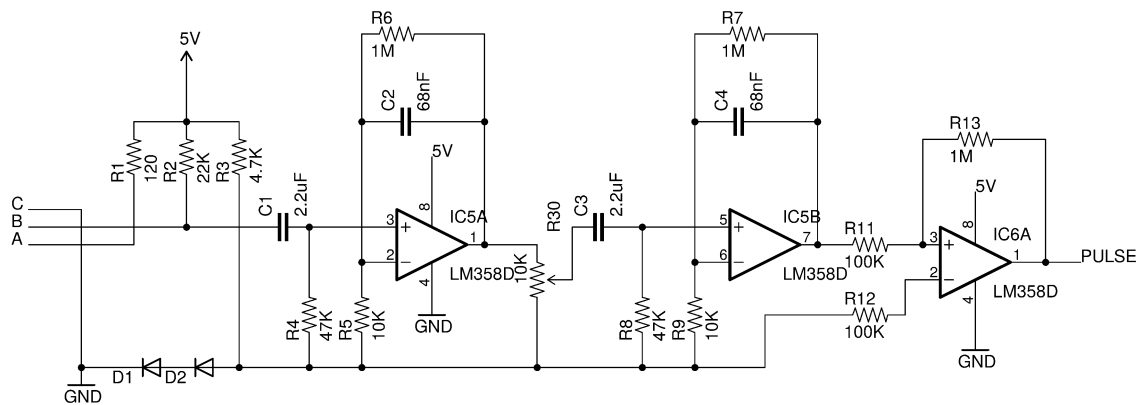 R6
1M
C2
68nF
R7
1M
C4
68nF
5V
R1
120
R2
22K
R3
4.7K
R13
1M
C
B
A
C1
2.2uF
5V
8
3
2
1
4
+
−
IC5A
LM358D
GND
R30
10K
C3
2.2uF
5
6
7
+
−
IC5B
LM358D
R11
100K
R12
100K
5V
8
3
2
1
4
+
−
IC6A
LM358D
GND
PULSE
R4
47K
R5
10K
R8
47K
R9
10K
D1
D2
GND